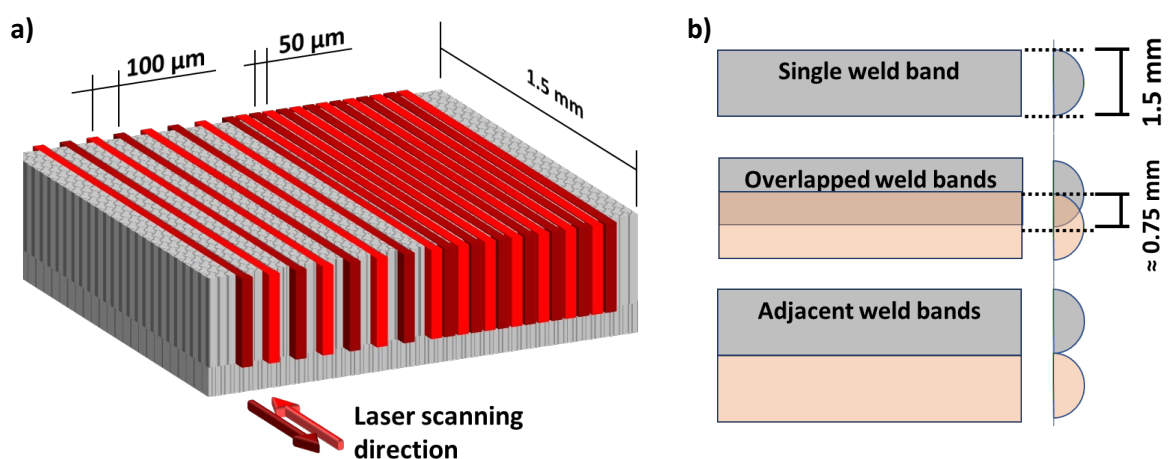 a)
100 µm
50 µm
1.5 mm
Laser scanning
direction
b)
Single weld band
1.5 mm
Overlapped weld bands
≈ 0.75 mm
Adjacent weld bands